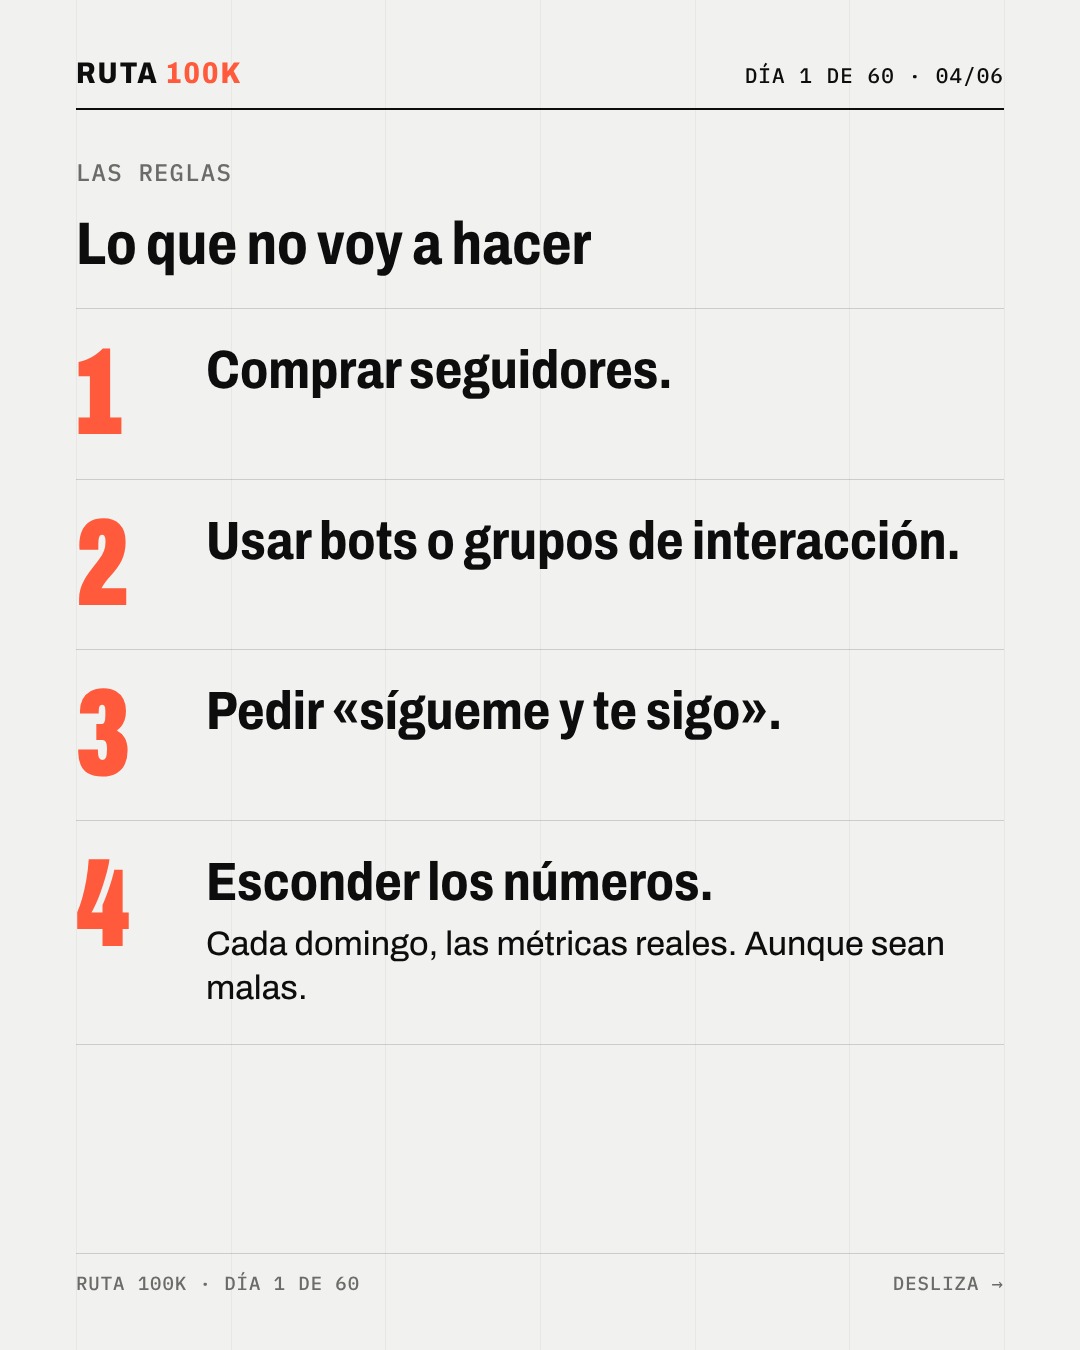 RUTA 100K
DÍA 1 DE 60 · 04/06
LAS REGLAS
Lo que no voy a hacer
1
Comprar seguidores.
2
Usar bots o grupos de interacción.
3
Pedir «sígueme y te sigo».
4
Esconder los números.
Cada domingo, las métricas reales. Aunque sean
malas.
RUTA 100K · DÍA 1 DE 60
DESLIZA →